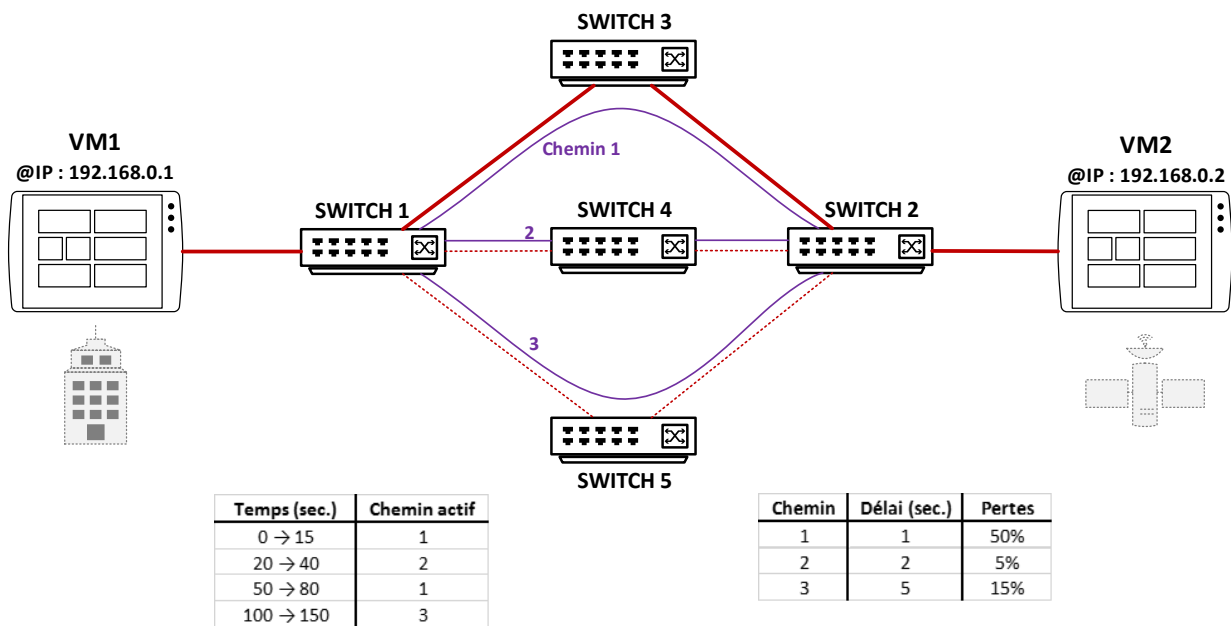 SWITCH 3
VM1
@IP : 192.168.0.1
Chemin 1
VM2
@IP : 192.168.0.2
SWITCH 1
SWITCH 4
SWITCH 2
2
3
SWITCH 5
Temps (sec.) Chemin actif
0 → 15 1
20 → 40 2
50 → 80 1
100 → 150 3
Chemin Délai (sec.) Pertes
1 1 50%
2 2 5%
3 5 15%